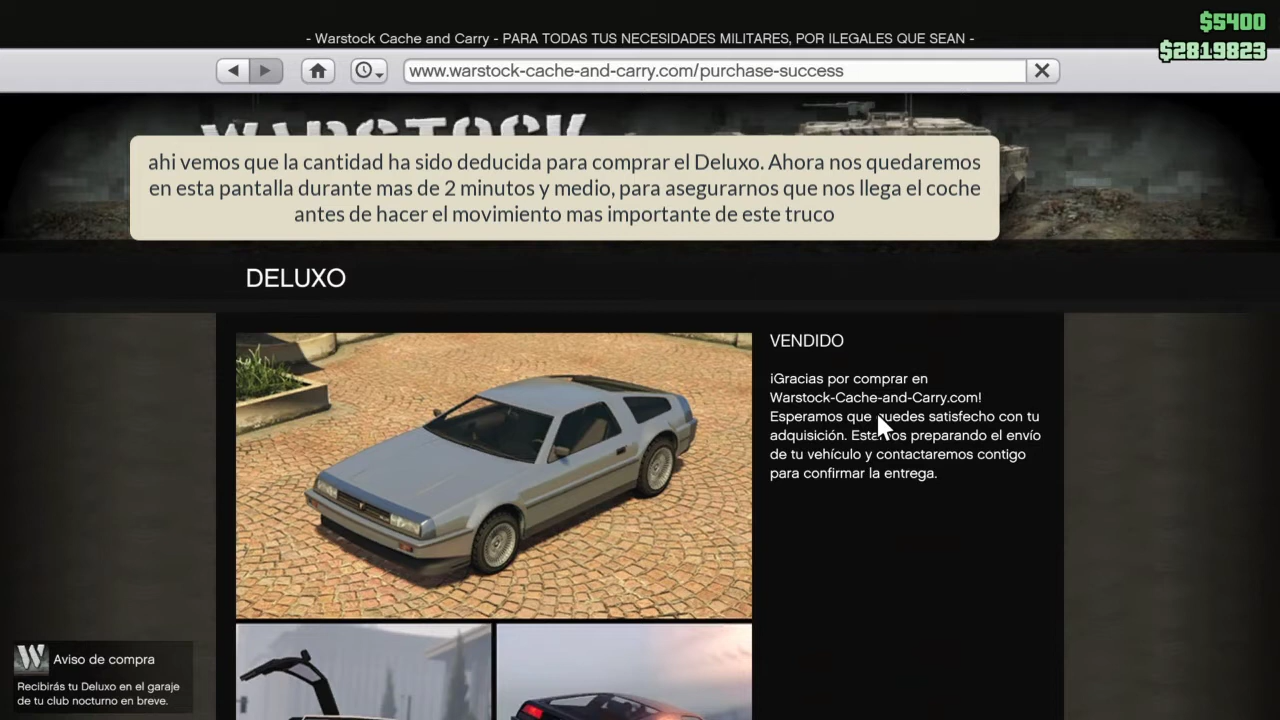 $5400
- Warstock Cache and Carry - PARA TODAS TUS NECESIDADES MILITARES, POR ILEGALES QUE SEAN -
$2819823
www.warstock-cache-and-carry.com/purchase-success
WARSTOCK
ahi vemos que la cantidad ha sido deducida para comprar el Deluxo. Ahora nos quedaremos
en esta pantalla durante mas de 2 minutos y medio, para asegurarnos que nos llega el coche
antes de hacer el movimiento mas importante de este truco
DELUXO
VENDIDO
¡Gracias por comprar en
Warstock-Cache-and-Carry.com!
Esperamos que quedes satisfecho con tu
adquisición. Estamos preparando el envío
de tu vehículo y contactaremos contigo
para confirmar la entrega.
W Aviso de compra
Recibirás tu Deluxo en el garaje
de tu club nocturno en breve.